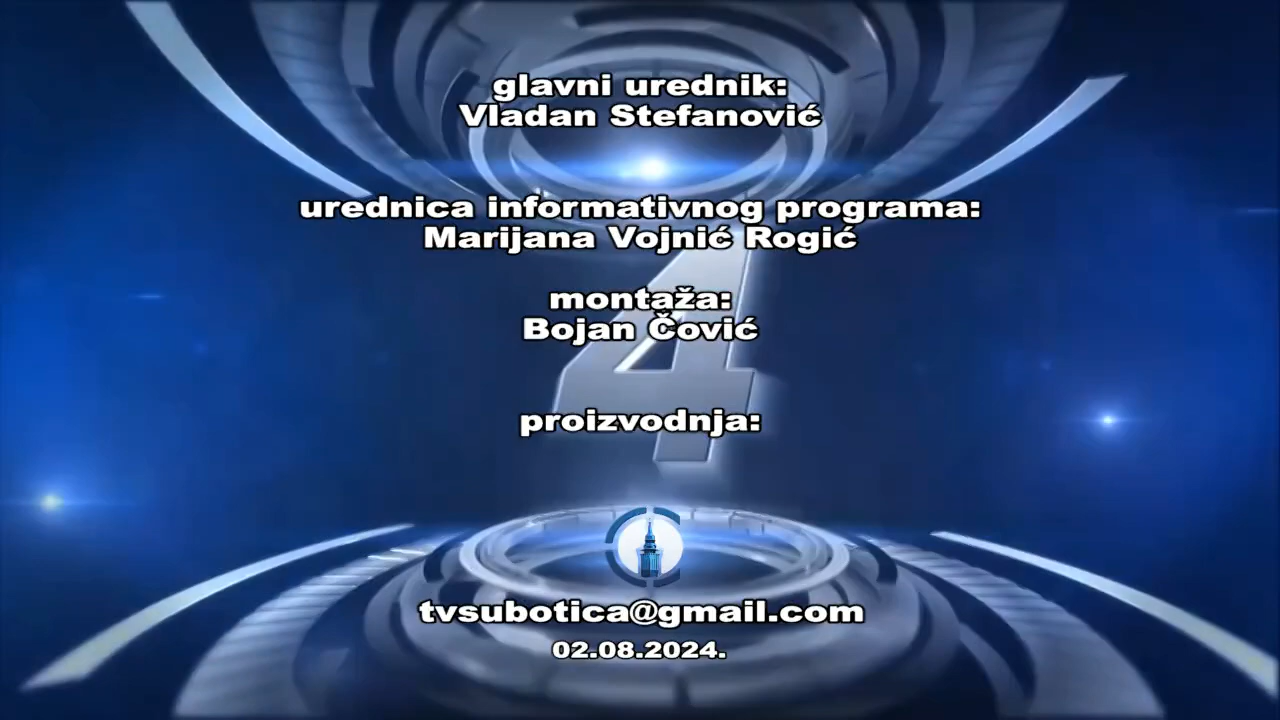 glavni urednik:
Vladan Stefanović
urednica informativnog programa:
Marijana Vojnić Rogić
montaža:
Bojan Čović
4
proizvodnja:
tvsubotica@gmail.com
02.08.2024.